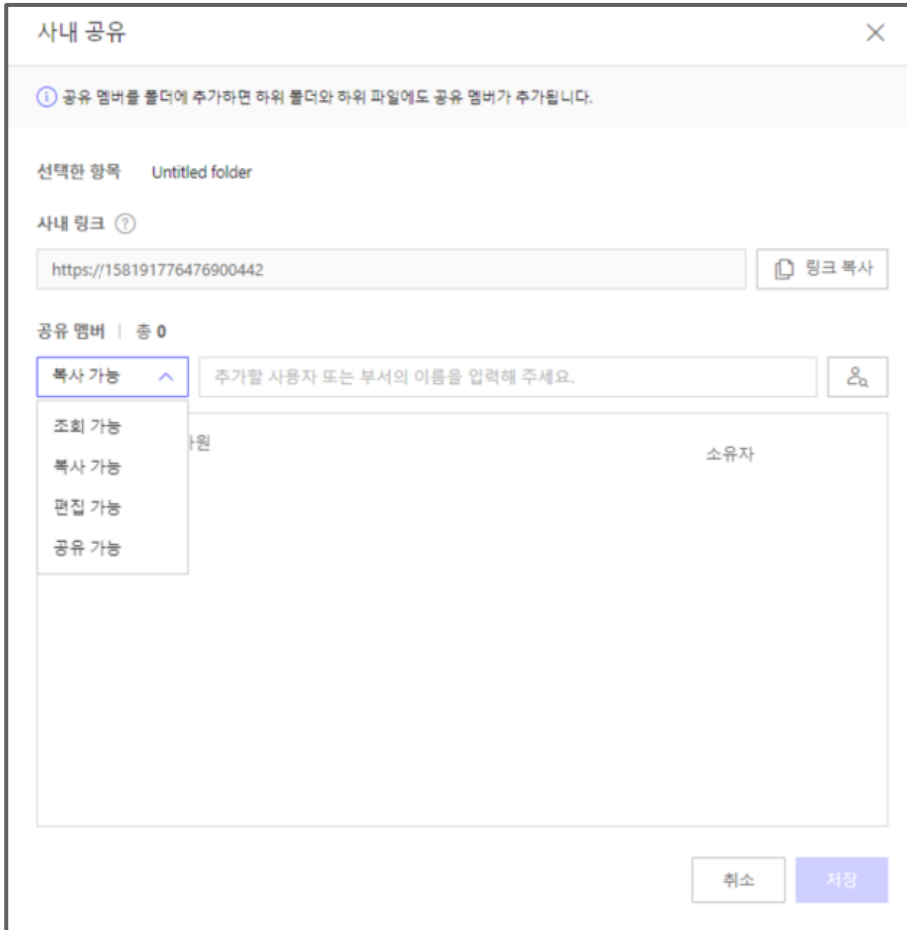 사내 공유
공유 멤버를 폴더에 추가하면 하위 폴더와 하위 파일에도 공유 멤버가 추가됩니다.
선택한 항목 Untitled folder
사내 링크
https://158191776476900442
링크 복사
공유 멤버 | 총 0
복사 가능
추가할 사용자 또는 부서의 이름을 입력해 주세요.
조회 가능
복사 가능
편집 가능
공유 가능
소유자
취소
저장